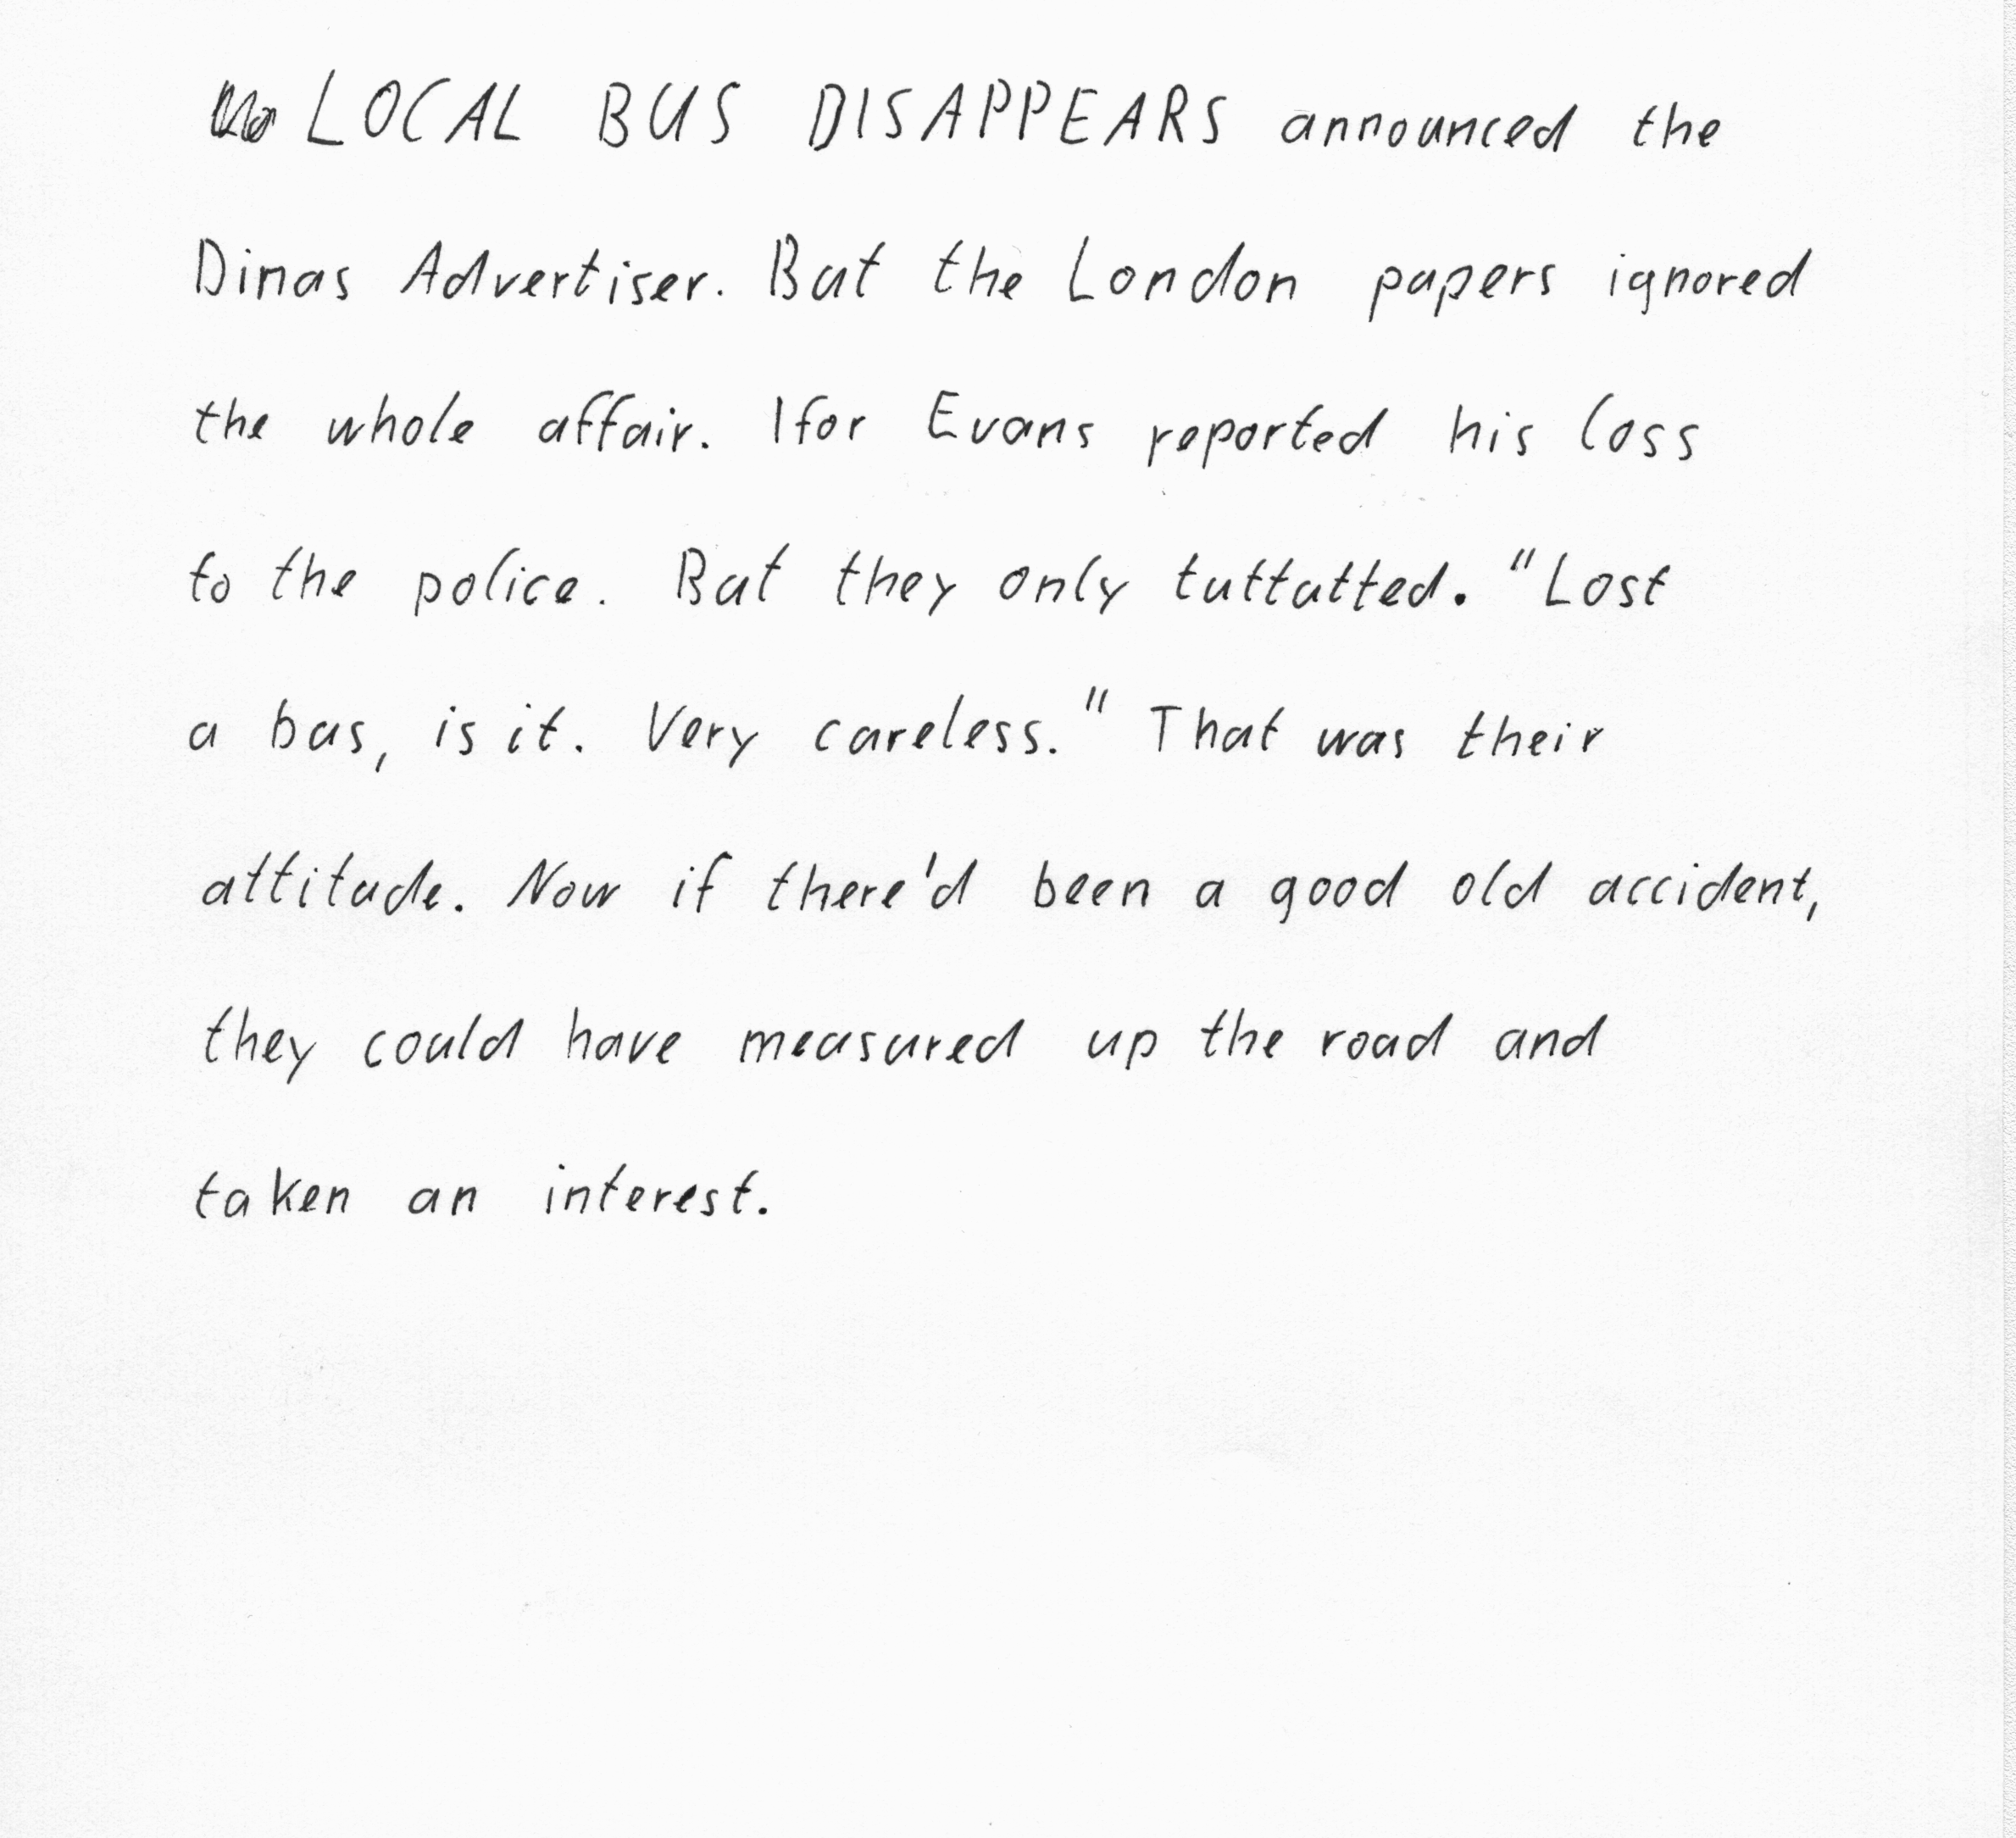 LOCAL BUS DISAPPEARS announced the
Dinas Advertiser. But the London papers ignored
the whole affair. Ifor Evans reported his loss
to the police. But they only tuttutted. "Lost
a bus, is it. Very careless." That was their
attitude. Now if there'd been a good old accident,
they could have measured up the road and
taken an interest.